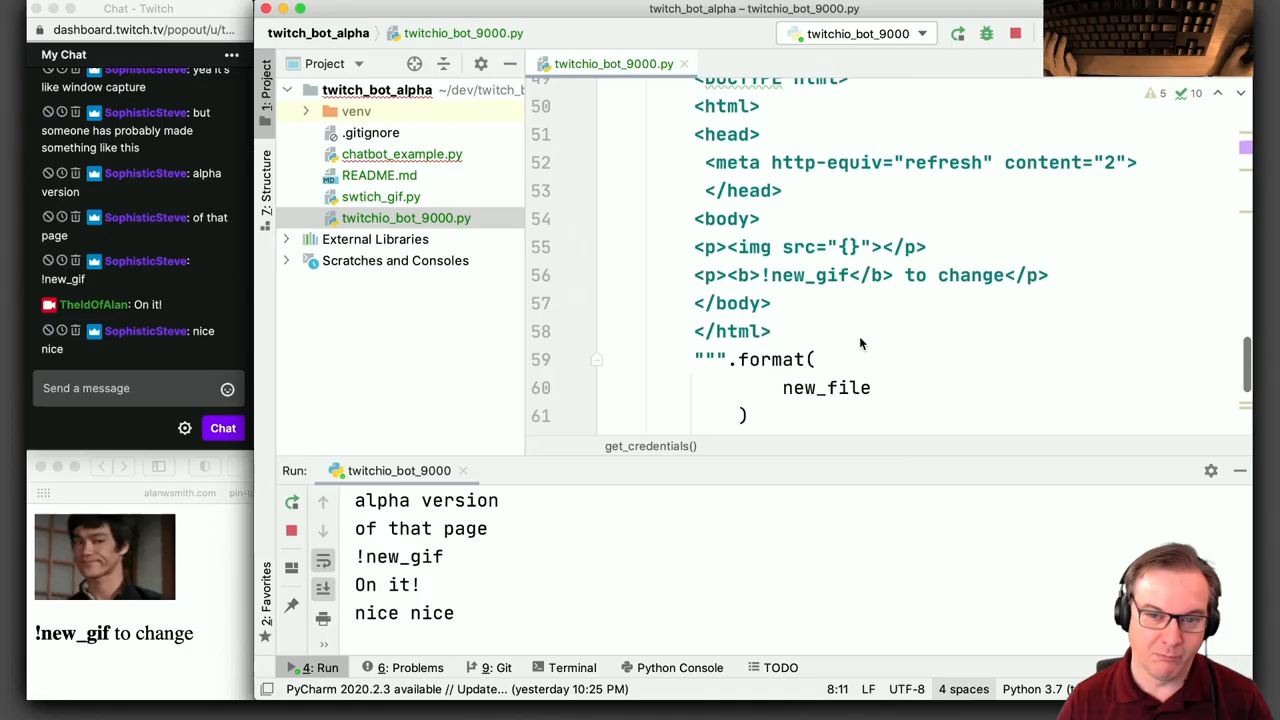 Chat - Twitch
dashboard.twitch.tv/popout/u/t...
My Chat
SophisticSteve: yea it's
like window capture
SophisticSteve: but
someone has probably made
something like this
SophisticSteve: alpha
version
SophisticSteve: of that
page
SophisticSteve:
!new_gif
TheIdOfAlan: On it!
SophisticSteve: nice
nice
Send a message
Chat
alanwsmith.com
!new_gif to change
twitch_bot_alpha – twitchio_bot_9000.py
twitch_bot_alpha
twitchio_bot_9000.py
twitchio_bot_9000
1: Project
7: Structure
2: Favorites
Project
twitch_bot_alpha ~/dev/twitch_b
venv
.gitignore
chatbot_example.py
README.md
swtich_gif.py
twitchio_bot_9000.py
External Libraries
Scratches and Consoles
twitchio_bot_9000.py
5
10
49 <DOCTYPE html>
50 <html>
51 <head>
52 <meta http-equiv="refresh" content="2">
53 </head>
54 <body>
55 <p><img src="{}"></p>
56 <p><b>!new_gif</b> to change</p>
57 </body>
58 </html>
59 """.format(
60 new_file
61 )
get_credentials()
Run: twitchio_bot_9000
alpha version
of that page
!new_gif
On it!
nice nice
4: Run
6: Problems
9: Git
Terminal
Python Console
TODO
PyCharm 2020.2.3 available // Update... (yesterday 10:25 PM)
8:11
LF
UTF-8
4 spaces
Python 3.7